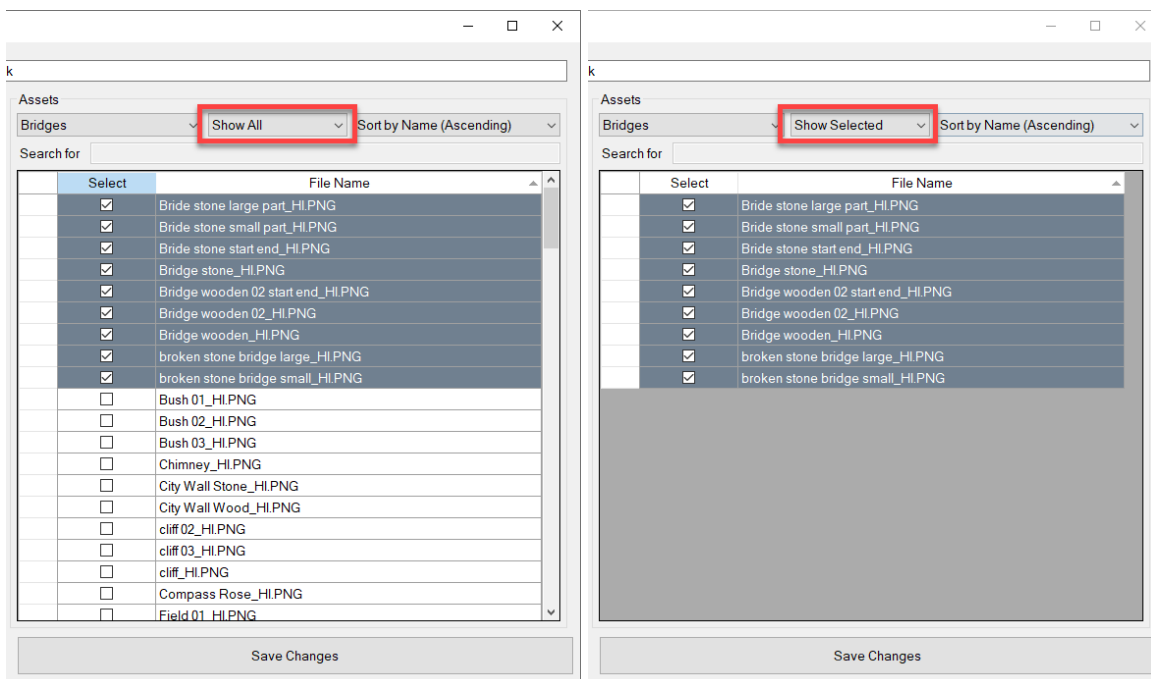 k
Assets
Bridges Show All Sort by Name (Ascending)
Search for
Select File Name
Bride stone large part_HI.PNG
Bride stone small part_HI.PNG
Bride stone start end_HI.PNG
Bridge stone_HI.PNG
Bridge wooden 02 start end_HI.PNG
Bridge wooden 02_HI.PNG
Bridge wooden_HI.PNG
broken stone bridge large_HI.PNG
broken stone bridge small_HI.PNG
Bush 01_HI.PNG
Bush 02_HI.PNG
Bush 03_HI.PNG
Chimney_HI.PNG
City Wall Stone_HI.PNG
City Wall Wood_HI.PNG
cliff 02_HI.PNG
cliff 03_HI.PNG
cliff_HI.PNG
Compass Rose_HI.PNG
Field 01_HI.PNG
Save Changes
k
Assets
Bridges Show Selected Sort by Name (Ascending)
Search for
Select File Name
Bride stone large part_HI.PNG
Bride stone small part_HI.PNG
Bride stone start end_HI.PNG
Bridge stone_HI.PNG
Bridge wooden 02 start end_HI.PNG
Bridge wooden 02_HI.PNG
Bridge wooden_HI.PNG
broken stone bridge large_HI.PNG
broken stone bridge small_HI.PNG
Save Changes